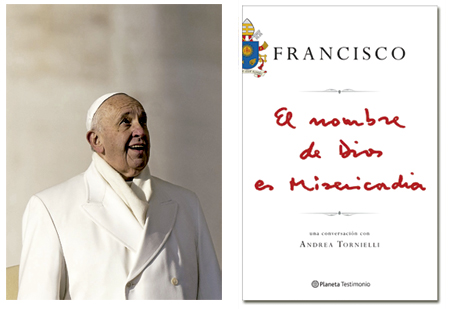 FRANCISCO
El nombre
de Dios
es Misericordia
una conversación con
ANDREA TORNIELLI
Planeta Testimonio